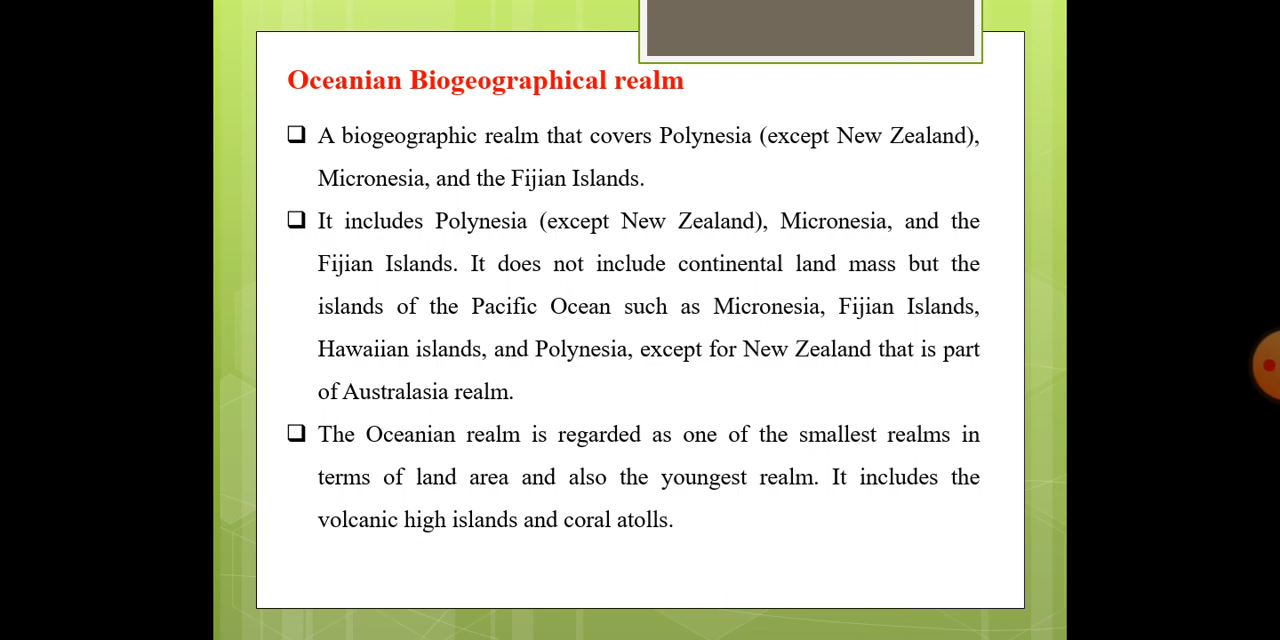 Oceanian Biogeographical realm
❑ A biogeographic realm that covers Polynesia (except New Zealand),
Micronesia, and the Fijian Islands.
❑ It includes Polynesia (except New Zealand), Micronesia, and the
Fijian Islands. It does not include continental land mass but the
islands of the Pacific Ocean such as Micronesia, Fijian Islands,
Hawaiian islands, and Polynesia, except for New Zealand that is part
of Australasia realm.
❑ The Oceanian realm is regarded as one of the smallest realms in
terms of land area and also the youngest realm. It includes the
volcanic high islands and coral atolls.